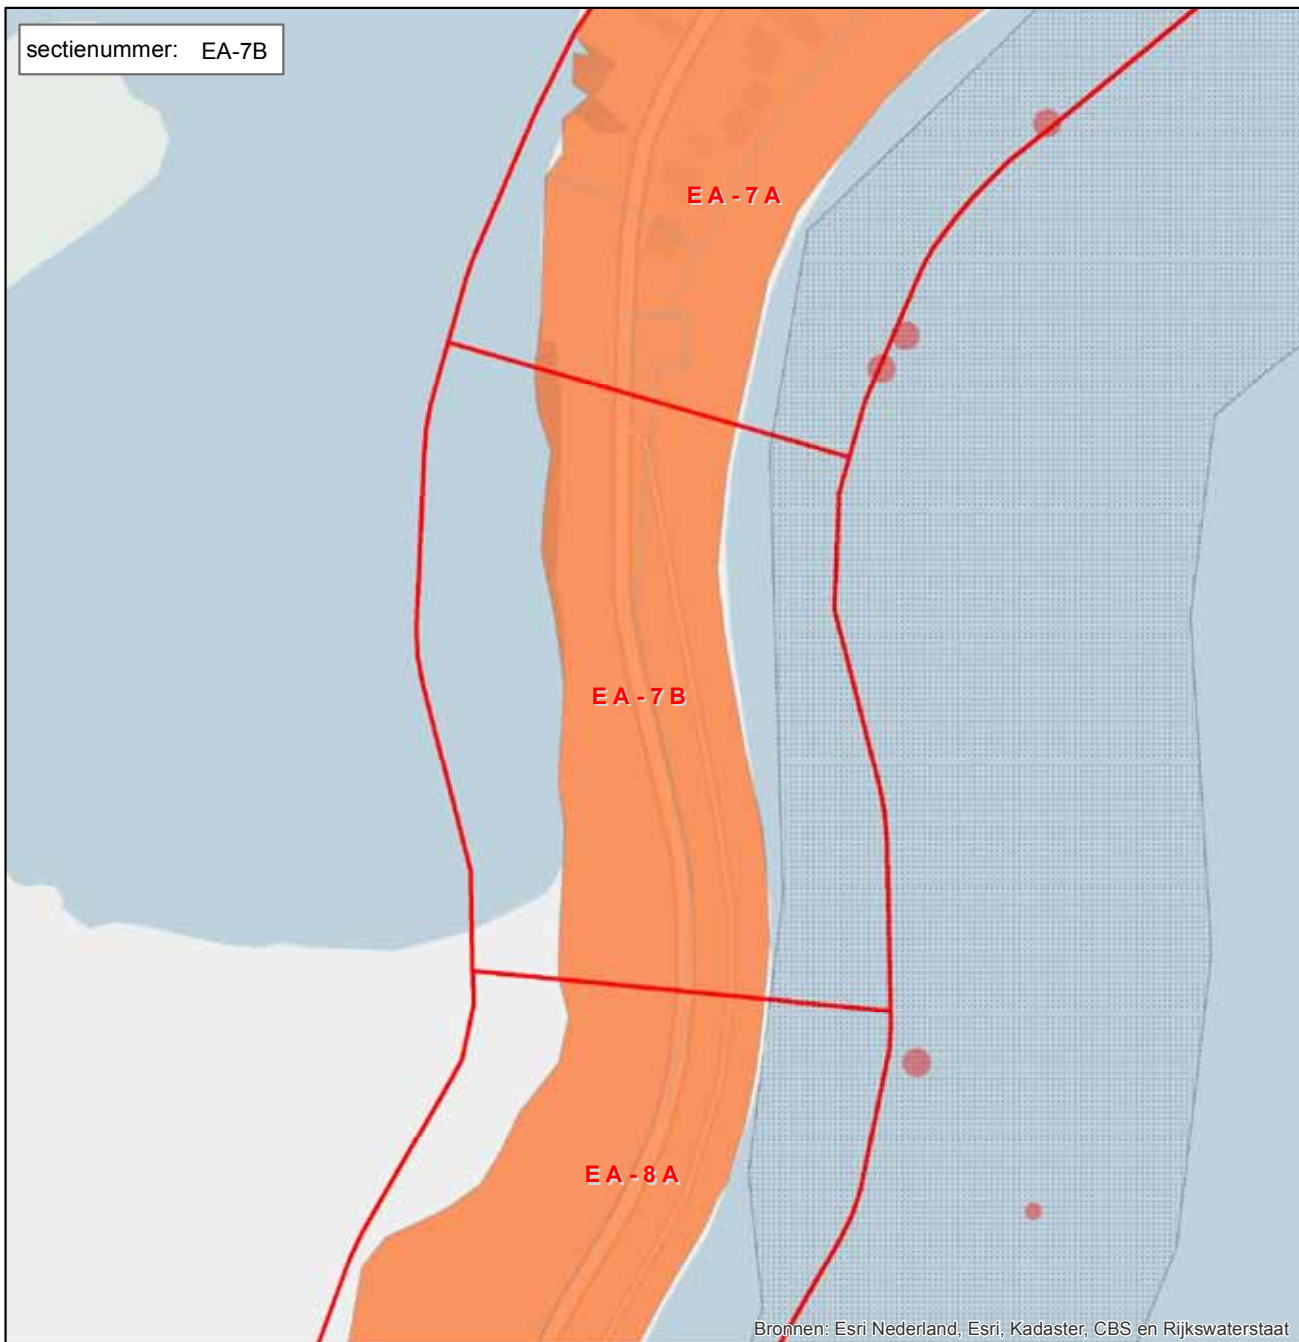 sectienummer: EA-7B
EA-7A
EA-7B
EA-8A
Bronnen: Esri Nederland, Esri, Kadaster, CBS en Rijkswaterstaat